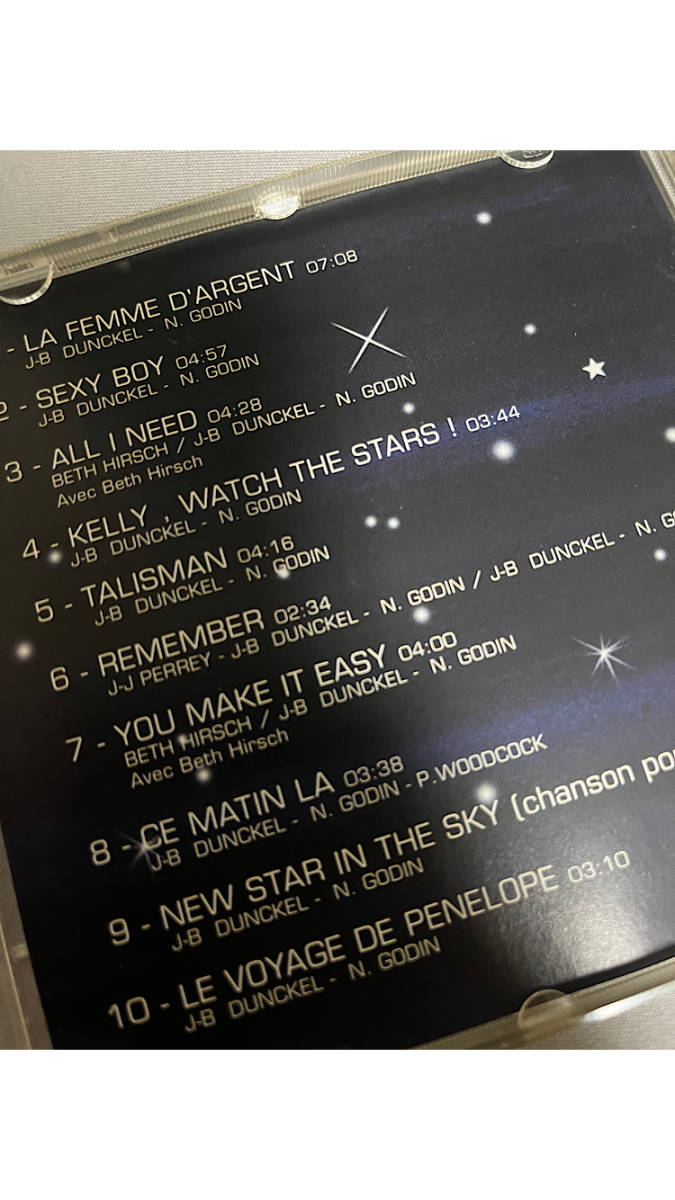 - LA FEMME D'ARGENT 07:08
J-B DUNCKEL - N. GODIN
2 - SEXY BOY 04:57
J-B DUNCKEL - N. GODIN
3 - ALL I NEED 04:28
BETH HIRSCH / J-B DUNCKEL - N. GODIN
Avec Beth Hirsch
4 - KELLY , WATCH THE STARS ! 03:44
J-B DUNCKEL - N. GODIN
5 - TALISMAN 04:16
J-B DUNCKEL - N. GODIN
6 - REMEMBER 02:34
J-J PERREY - J-B DUNCKEL - N. GODIN / J-B DUNCKEL - N. G
7 - YOU MAKE IT EASY 04:00
BETH HIRSCH / J-B DUNCKEL - N. GODIN
Avec Beth Hirsch
8 - CE MATIN LA 03:38
J-B DUNCKEL - N. GODIN - P.WOODCOCK
9 - NEW STAR IN THE SKY (chanson po
J-B DUNCKEL - N. GODIN
10 - LE VOYAGE DE PENELOPE 03:10
J-B DUNCKEL - N. GODIN